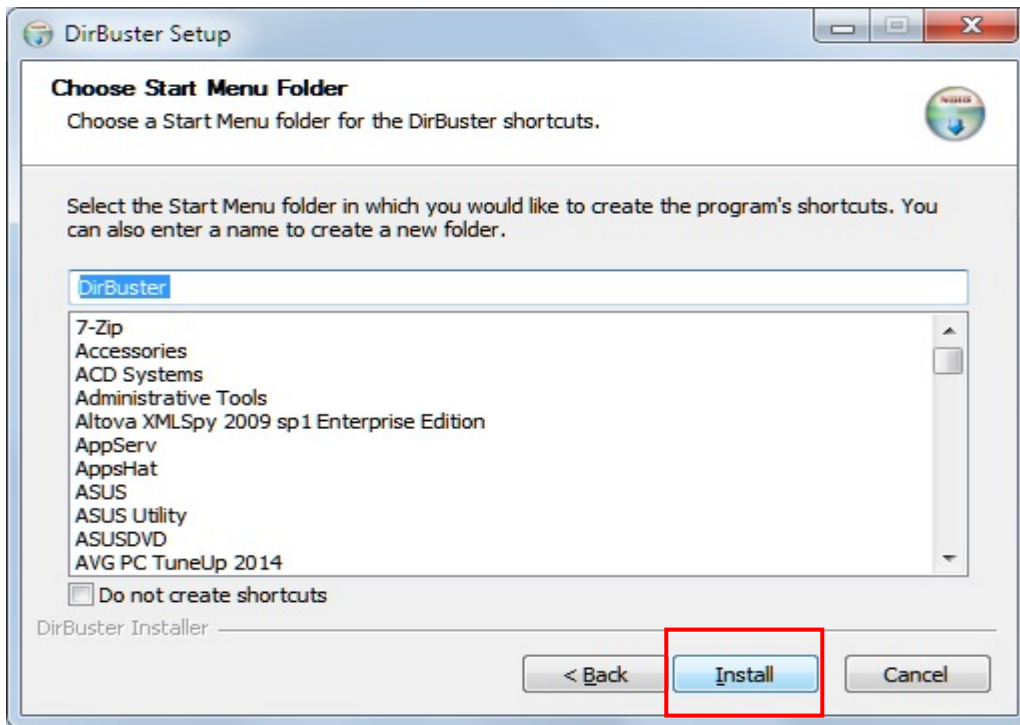 DirBuster Setup
Choose Start Menu Folder
Choose a Start Menu folder for the DirBuster shortcuts.
Select the Start Menu folder in which you would like to create the program's shortcuts. You
can also enter a name to create a new folder.
DirBuster
7-Zip
Accessories
ACD Systems
Administrative Tools
Altova XMLSpy 2009 sp1 Enterprise Edition
AppServ
AppsHat
ASUS
ASUS Utility
ASUSDVD
AVG PC TuneUp 2014
Do not create shortcuts
DirBuster Installer
< Back
Install
Cancel